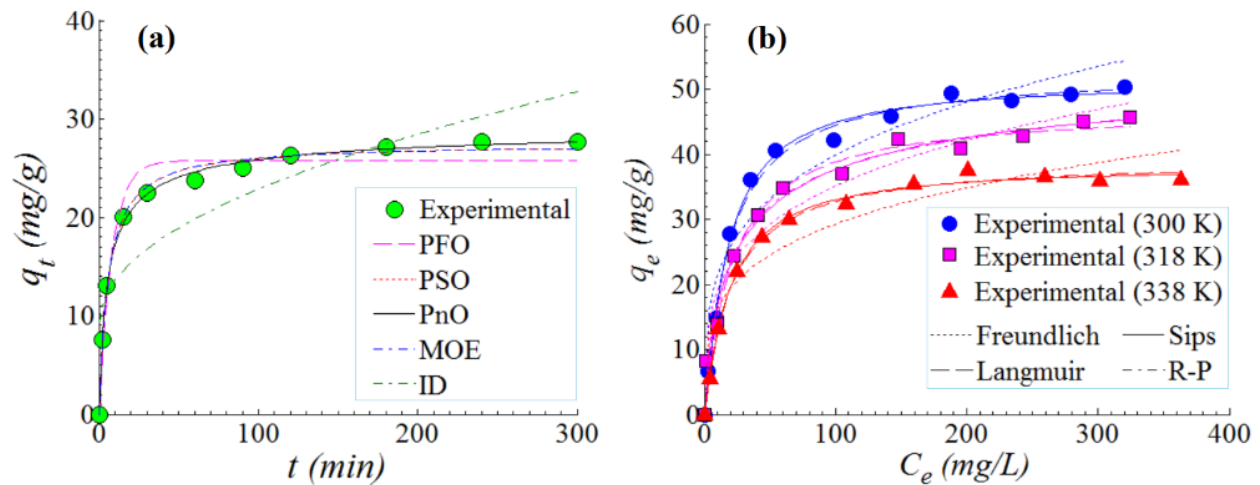 (a)
40
30
20
10
0
q_t (mg/g)
0
100
200
300
t (min)
Experimental
PFO
PSO
PnO
MOE
ID
(b)
60
50
40
30
20
10
0
q_e (mg/g)
0
100
200
300
400
C_e (mg/L)
Experimental (300 K)
Experimental (318 K)
Experimental (338 K)
Freundlich
Sips
Langmuir
R-P